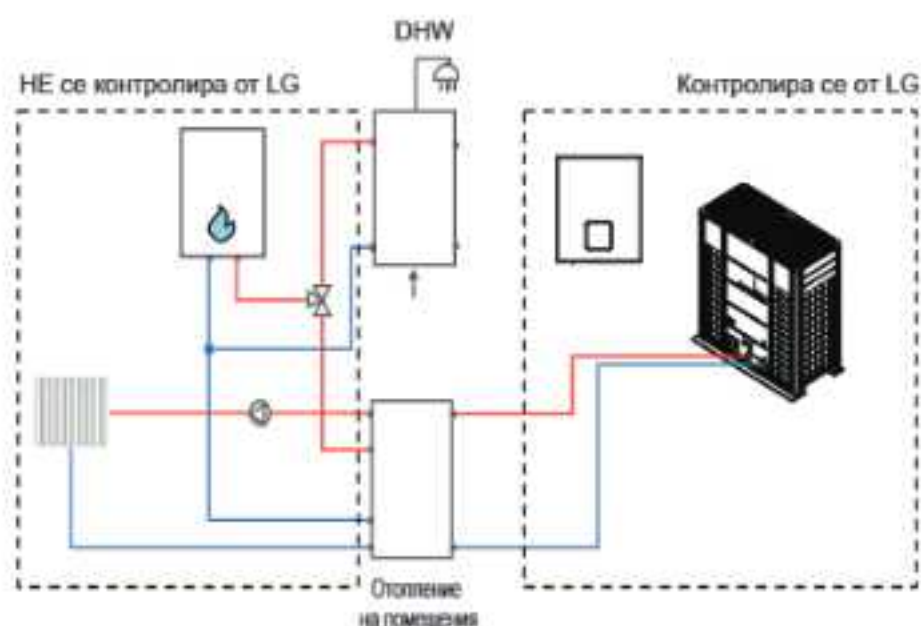 DHW
НЕ се контролира от LG
Контролира се от LG
Отопление
на помещения